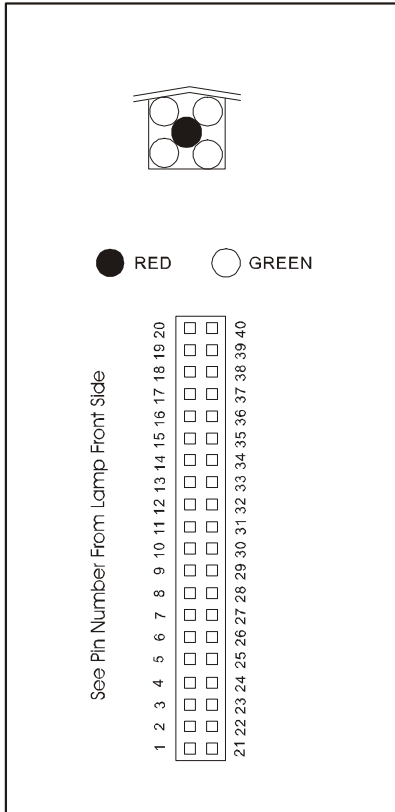 RED
GREEN
See Pin Number From Lamp Front Side
1 2 3 4 5 6 7 8 9 10 11 12 13 14 15 16 17 18 19 20
21 22 23 24 25 26 27 28 29 30 31 32 33 34 35 36 37 38 39 40